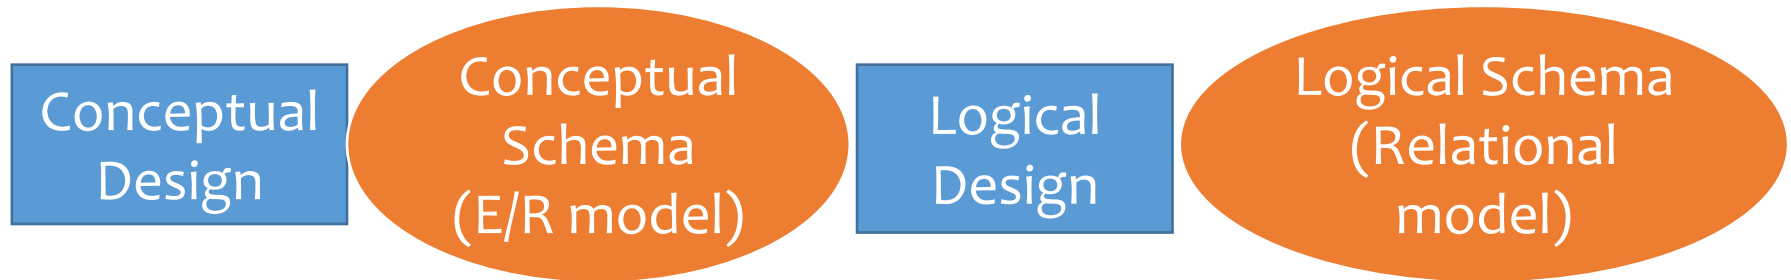 Conceptual
Design
Conceptual
Schema
(E/R model)
Logical
Design
Logical Schema
(Relational
model)